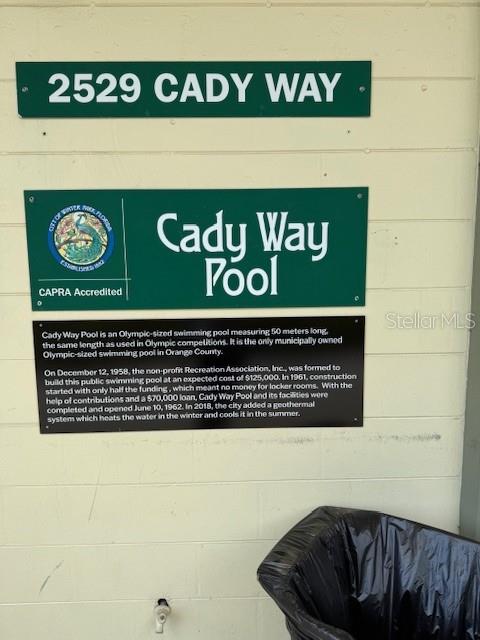 2529 CADY WAY
CITY OF WINTER PARK, FLORIDA
ESTABLISHED 1882
CAPRA Accredited
Cady Way
Pool
Cady Way Pool is an Olympic-sized swimming pool measuring 50 meters long,
the same length as used in Olympic competitions. It is the only municipally owned
Olympic-sized swimming pool in Orange County.
On December 12, 1958, the non-profit Recreation Association, Inc., was formed to
build this public swimming pool at an expected cost of $125,000. In 1961, construction
started with only half the funding , which meant no money for locker rooms. With the
help of contributions and a $70,000 loan, Cady Way Pool and its facilities were
completed and opened June 10, 1962. In 2018, the city added a geothermal
system which heats the water in the winter and cools it in the summer.
Stellar MLS